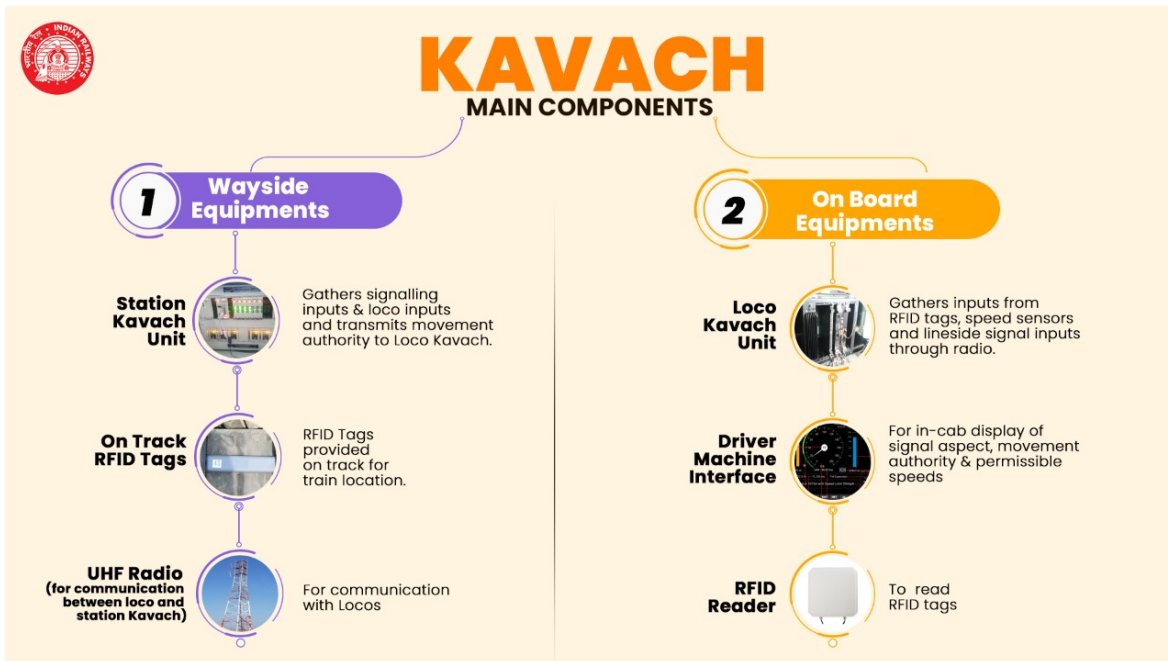 भारतीय रेल
INDIAN RAILWAYS
KAVACH
MAIN COMPONENTS
1
Wayside
Equipments
Station
Kavach
Unit
Gathers signalling
inputs & loco inputs
and transmits movement
authority to Loco Kavach.
On Track
RFID Tags
RFID Tags
provided
on track for
train location.
UHF Radio
(for communication
between loco and
station Kavach)
For communication
with Locos
2
On Board
Equipments
Loco
Kavach
Unit
Gathers inputs from
RFID tags, speed sensors
and lineside signal inputs
through radio.
Driver
Machine
Interface
For in-cab display of
signal aspect, movement
authority & permissible
speeds
RFID
Reader
To read
RFID tags